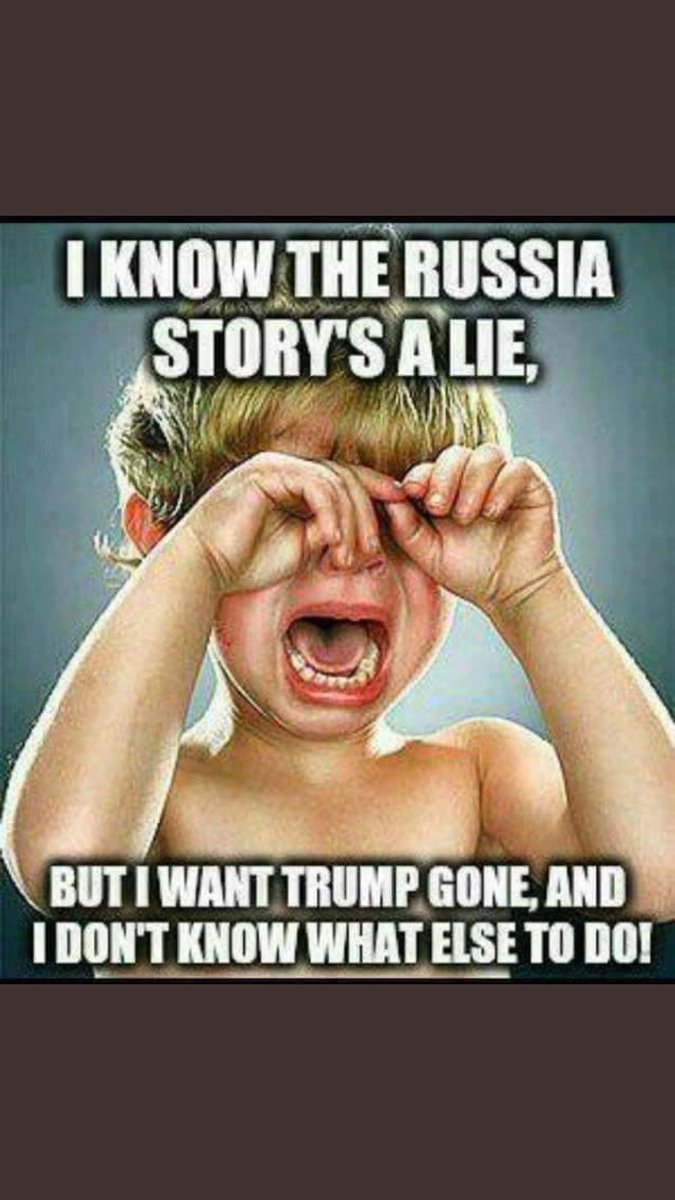 I KNOW THE RUSSIA
STORY'S A LIE,
BUT I WANT TRUMP GONE, AND
I DON'T KNOW WHAT ELSE TO DO!